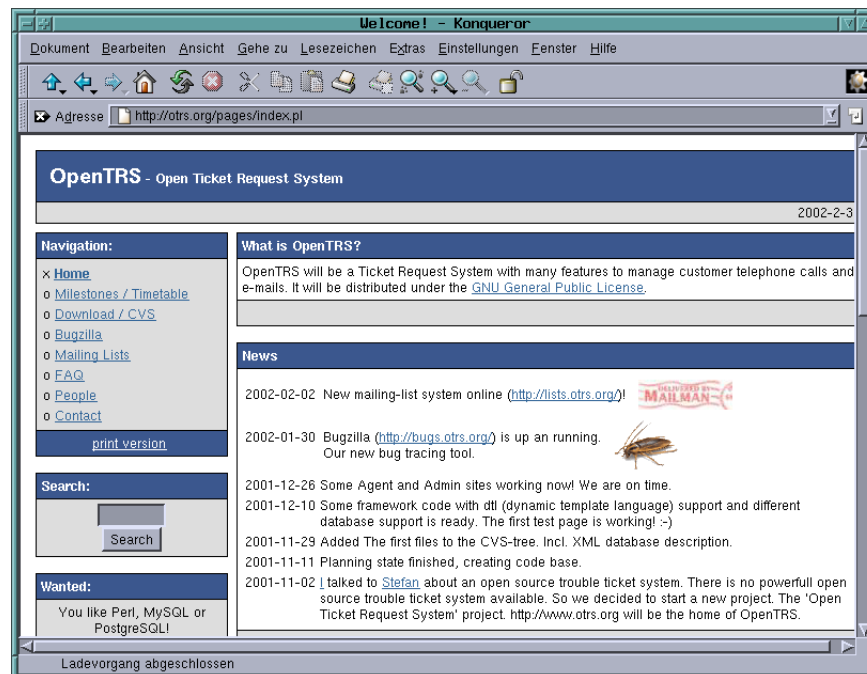 Welcome! - Konqueror
Dokument Bearbeiten Ansicht Gehe zu Lesezeichen Extras Einstellungen Fenster Hilfe
Adresse http://otrs.org/pages/index.pl
OpenTRS - Open Ticket Request System
2002-2-3
Navigation:
x Home
o Milestones / Timetable
o Download / CVS
o Bugzilla
o Mailing Lists
o FAQ
o People
o Contact
print version
Search:
Search
Wanted:
You like Perl, MySQL or
PostgreSQL!
What is OpenTRS?
OpenTRS will be a Ticket Request System with many features to manage customer telephone calls and
e-mails. It will be distributed under the GNU General Public License.
News
2002-02-02 New mailing-list system online (http://lists.otrs.org/)!
DELIVERED BY
MAILMAN
2002-01-30 Bugzilla (http://bugs.otrs.org/) is up an running.
Our new bug tracing tool.
2001-12-26 Some Agent and Admin sites working now! We are on time.
2001-12-10 Some framework code with dtl (dynamic template language) support and different
database support is ready. The first test page is working! :-)
2001-11-29 Added The first files to the CVS-tree. Incl. XML database description.
2001-11-11 Planning state finished, creating code base.
2001-11-02 I talked to Stefan about an open source trouble ticket system. There is no powerfull open
source trouble ticket system available. So we decided to start a new project. The 'Open
Ticket Request System' project. http://www.otrs.org will be the home of OpenTRS.
Ladevorgang abgeschlossen